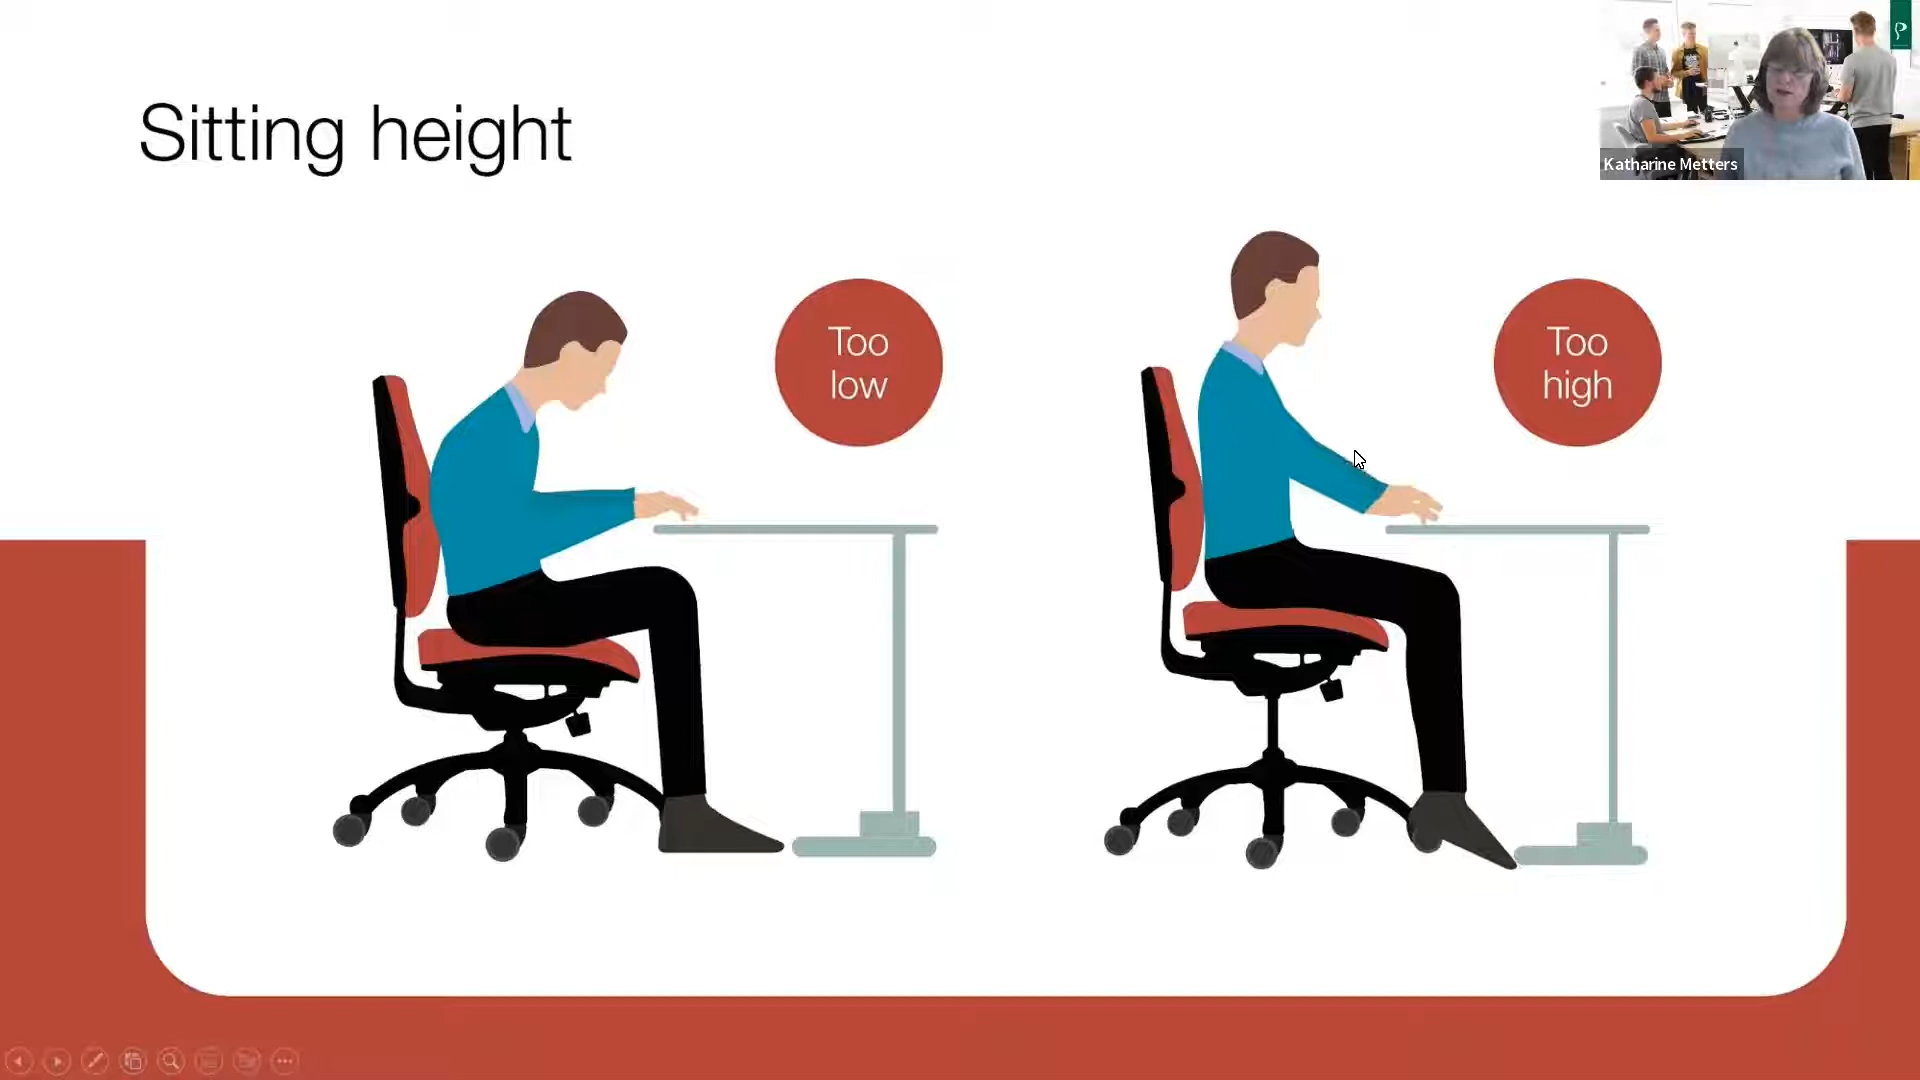 Sitting height
Katharine Metters
Too
low
Too
high